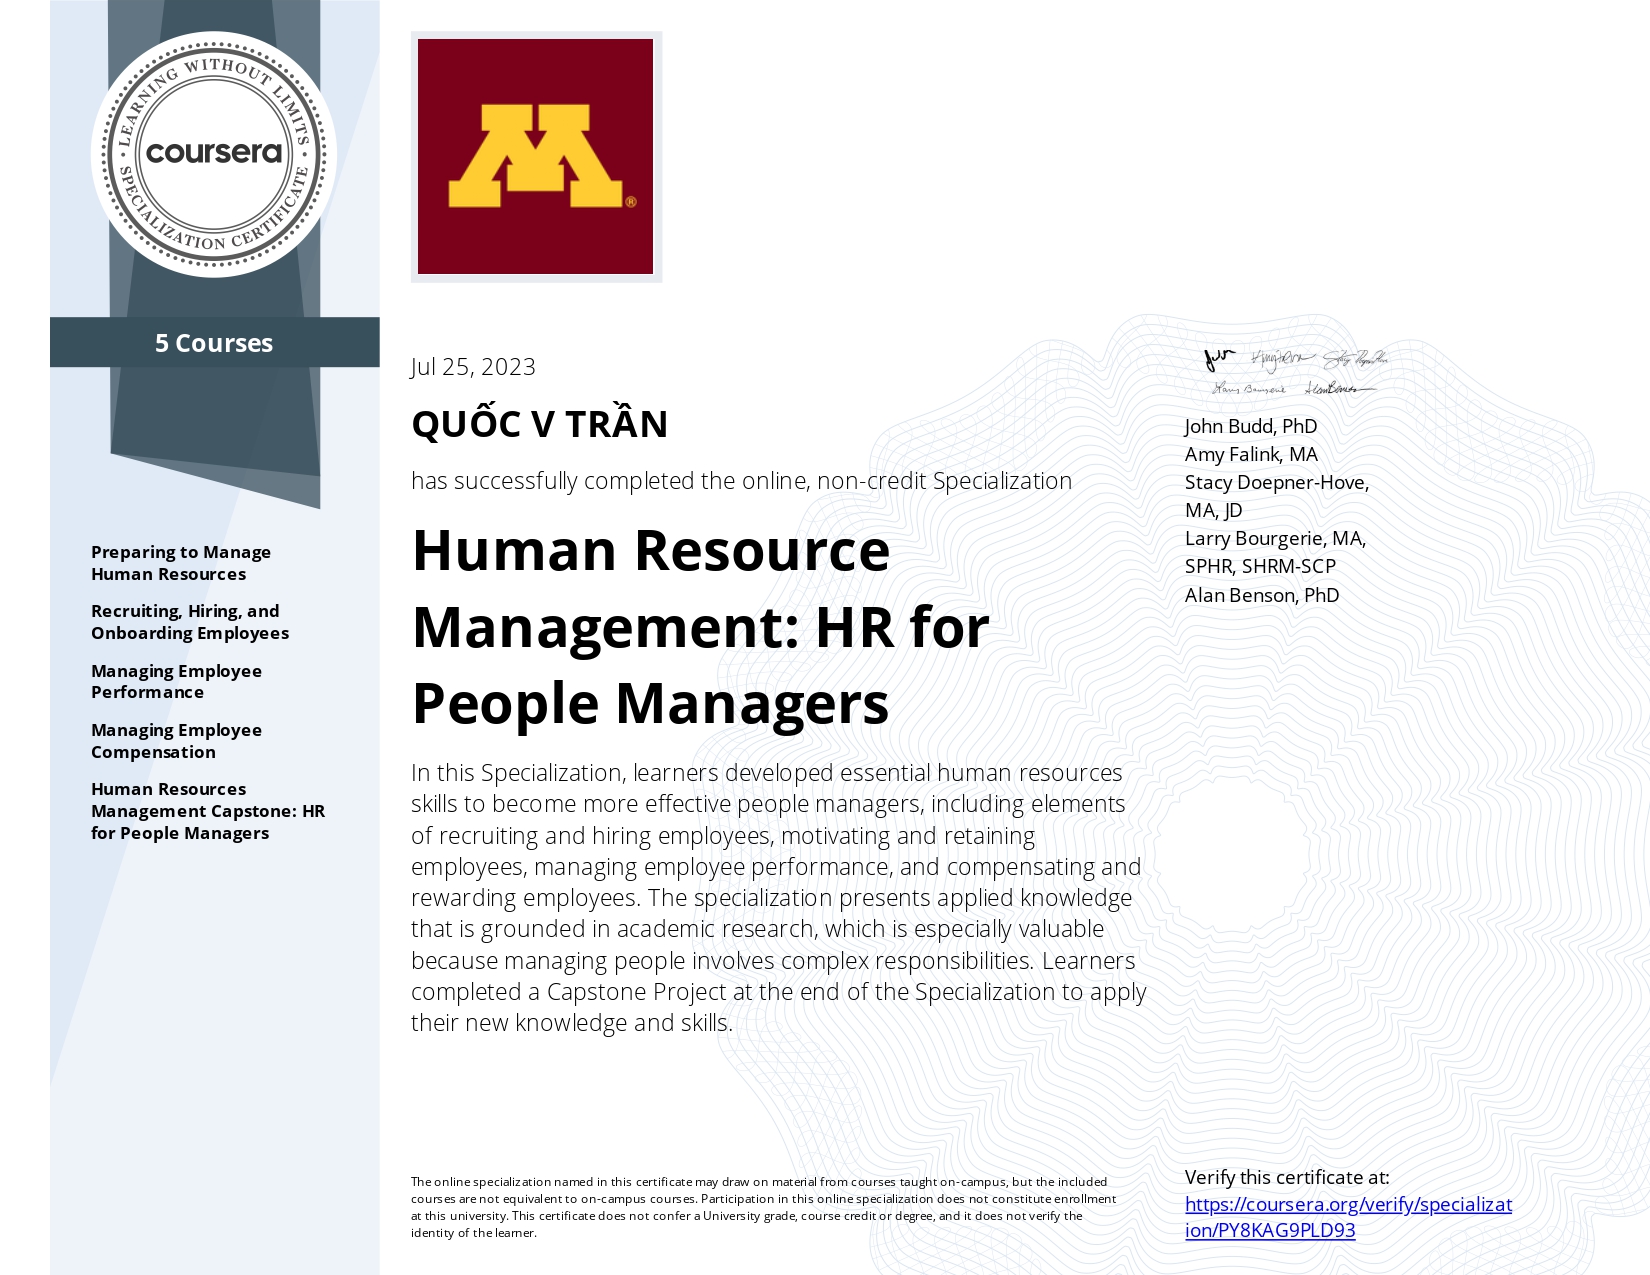 LEARNING WITHOUT LIMITS
coursera
SPECIALIZATION CERTIFICATE
5 Courses
Preparing to Manage
Human Resources
Recruiting, Hiring, and
Onboarding Employees
Managing Employee
Performance
Managing Employee
Compensation
Human Resources
Management Capstone: HR
for People Managers
M®
Jul 25, 2023
QUỐC V TRẦN
has successfully completed the online, non-credit Specialization
Human Resource
Management: HR for
People Managers
In this Specialization, learners developed essential human resources
skills to become more effective people managers, including elements
of recruiting and hiring employees, motivating and retaining
employees, managing employee performance, and compensating and
rewarding employees. The specialization presents applied knowledge
that is grounded in academic research, which is especially valuable
because managing people involves complex responsibilities. Learners
completed a Capstone Project at the end of the Specialization to apply
their new knowledge and skills.
The online specialization named in this certificate may draw on material from courses taught on-campus, but the included
courses are not equivalent to on-campus courses. Participation in this online specialization does not constitute enrollment
at this university. This certificate does not confer a University grade, course credit or degree, and it does not verify the
identity of the learner.
John Budd, PhD
Amy Falink, MA
Stacy Doepner-Hove,
MA, JD
Larry Bourgerie, MA,
SPHR, SHRM-SCP
Alan Benson, PhD
Verify this certificate at:
https://coursera.org/verify/specializat
ion/PY8KAG9PLD93